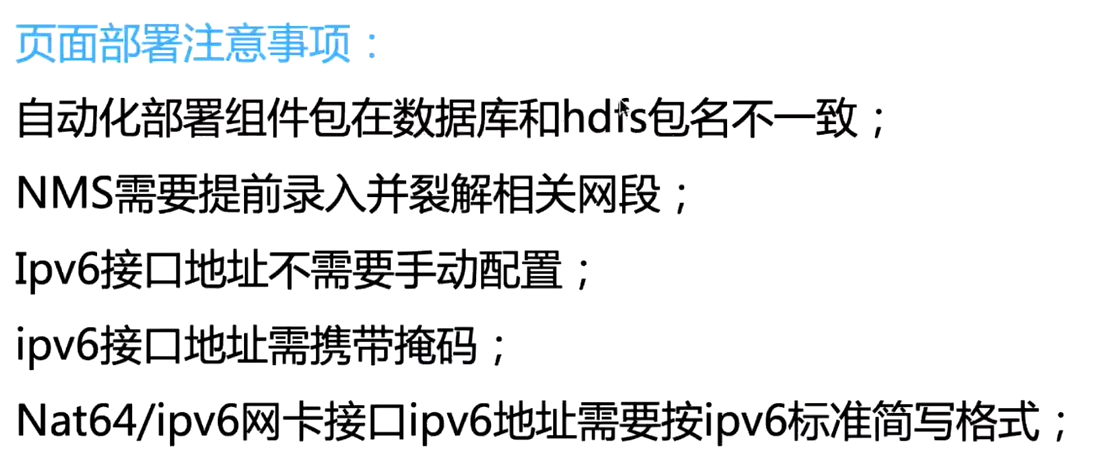 页面部署注意事项：
自动化部署组件包在数据库和hdfs包名不一致；
NMS需要提前录入并裂解相关网段；
Ipv6接口地址不需要手动配置；
ipv6接口地址需携带掩码；
Nat64/ipv6网卡接口ipv6地址需要按ipv6标准简写格式；